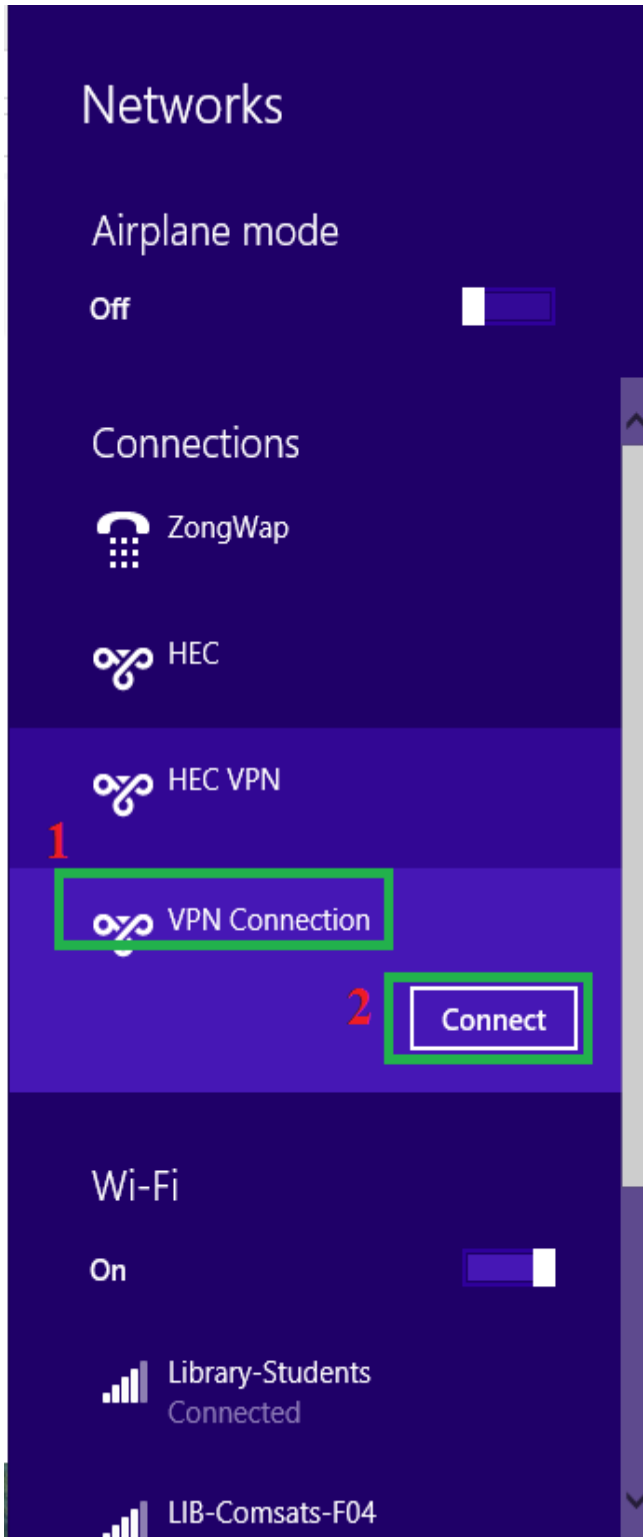 Networks
Airplane mode
Off
Connections
ZongWap
HEC
HEC VPN
1
VPN Connection
2 Connect
Wi-Fi
On
Library-Students
Connected
LIB-Comsats-F04